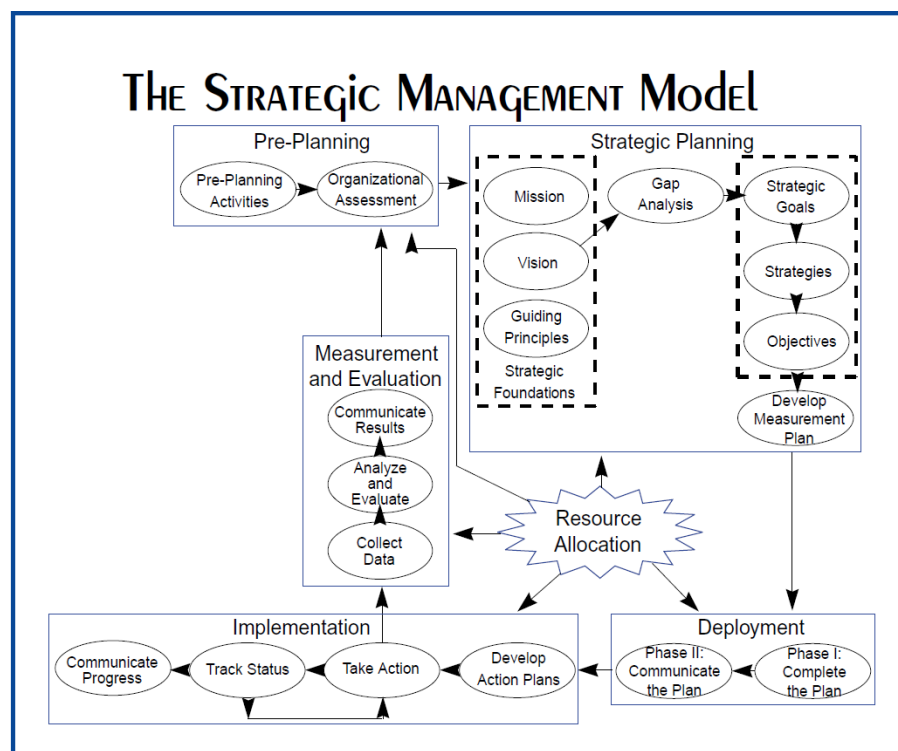 The Strategic Management Model
Pre-Planning
Pre-Planning
Activities
Organizational
Assessment
Strategic Planning
Mission
Vision
Guiding
Principles
Strategic
Foundations
Gap
Analysis
Strategic
Goals
Strategies
Objectives
Develop
Measurement
Plan
Measurement
and Evaluation
Communicate
Results
Analyze
and
Evaluate
Collect
Data
Resource
Allocation
Implementation
Communicate
Progress
Track Status
Take Action
Develop
Action Plans
Deployment
Phase II:
Communicate
the Plan
Phase I:
Complete
the Plan